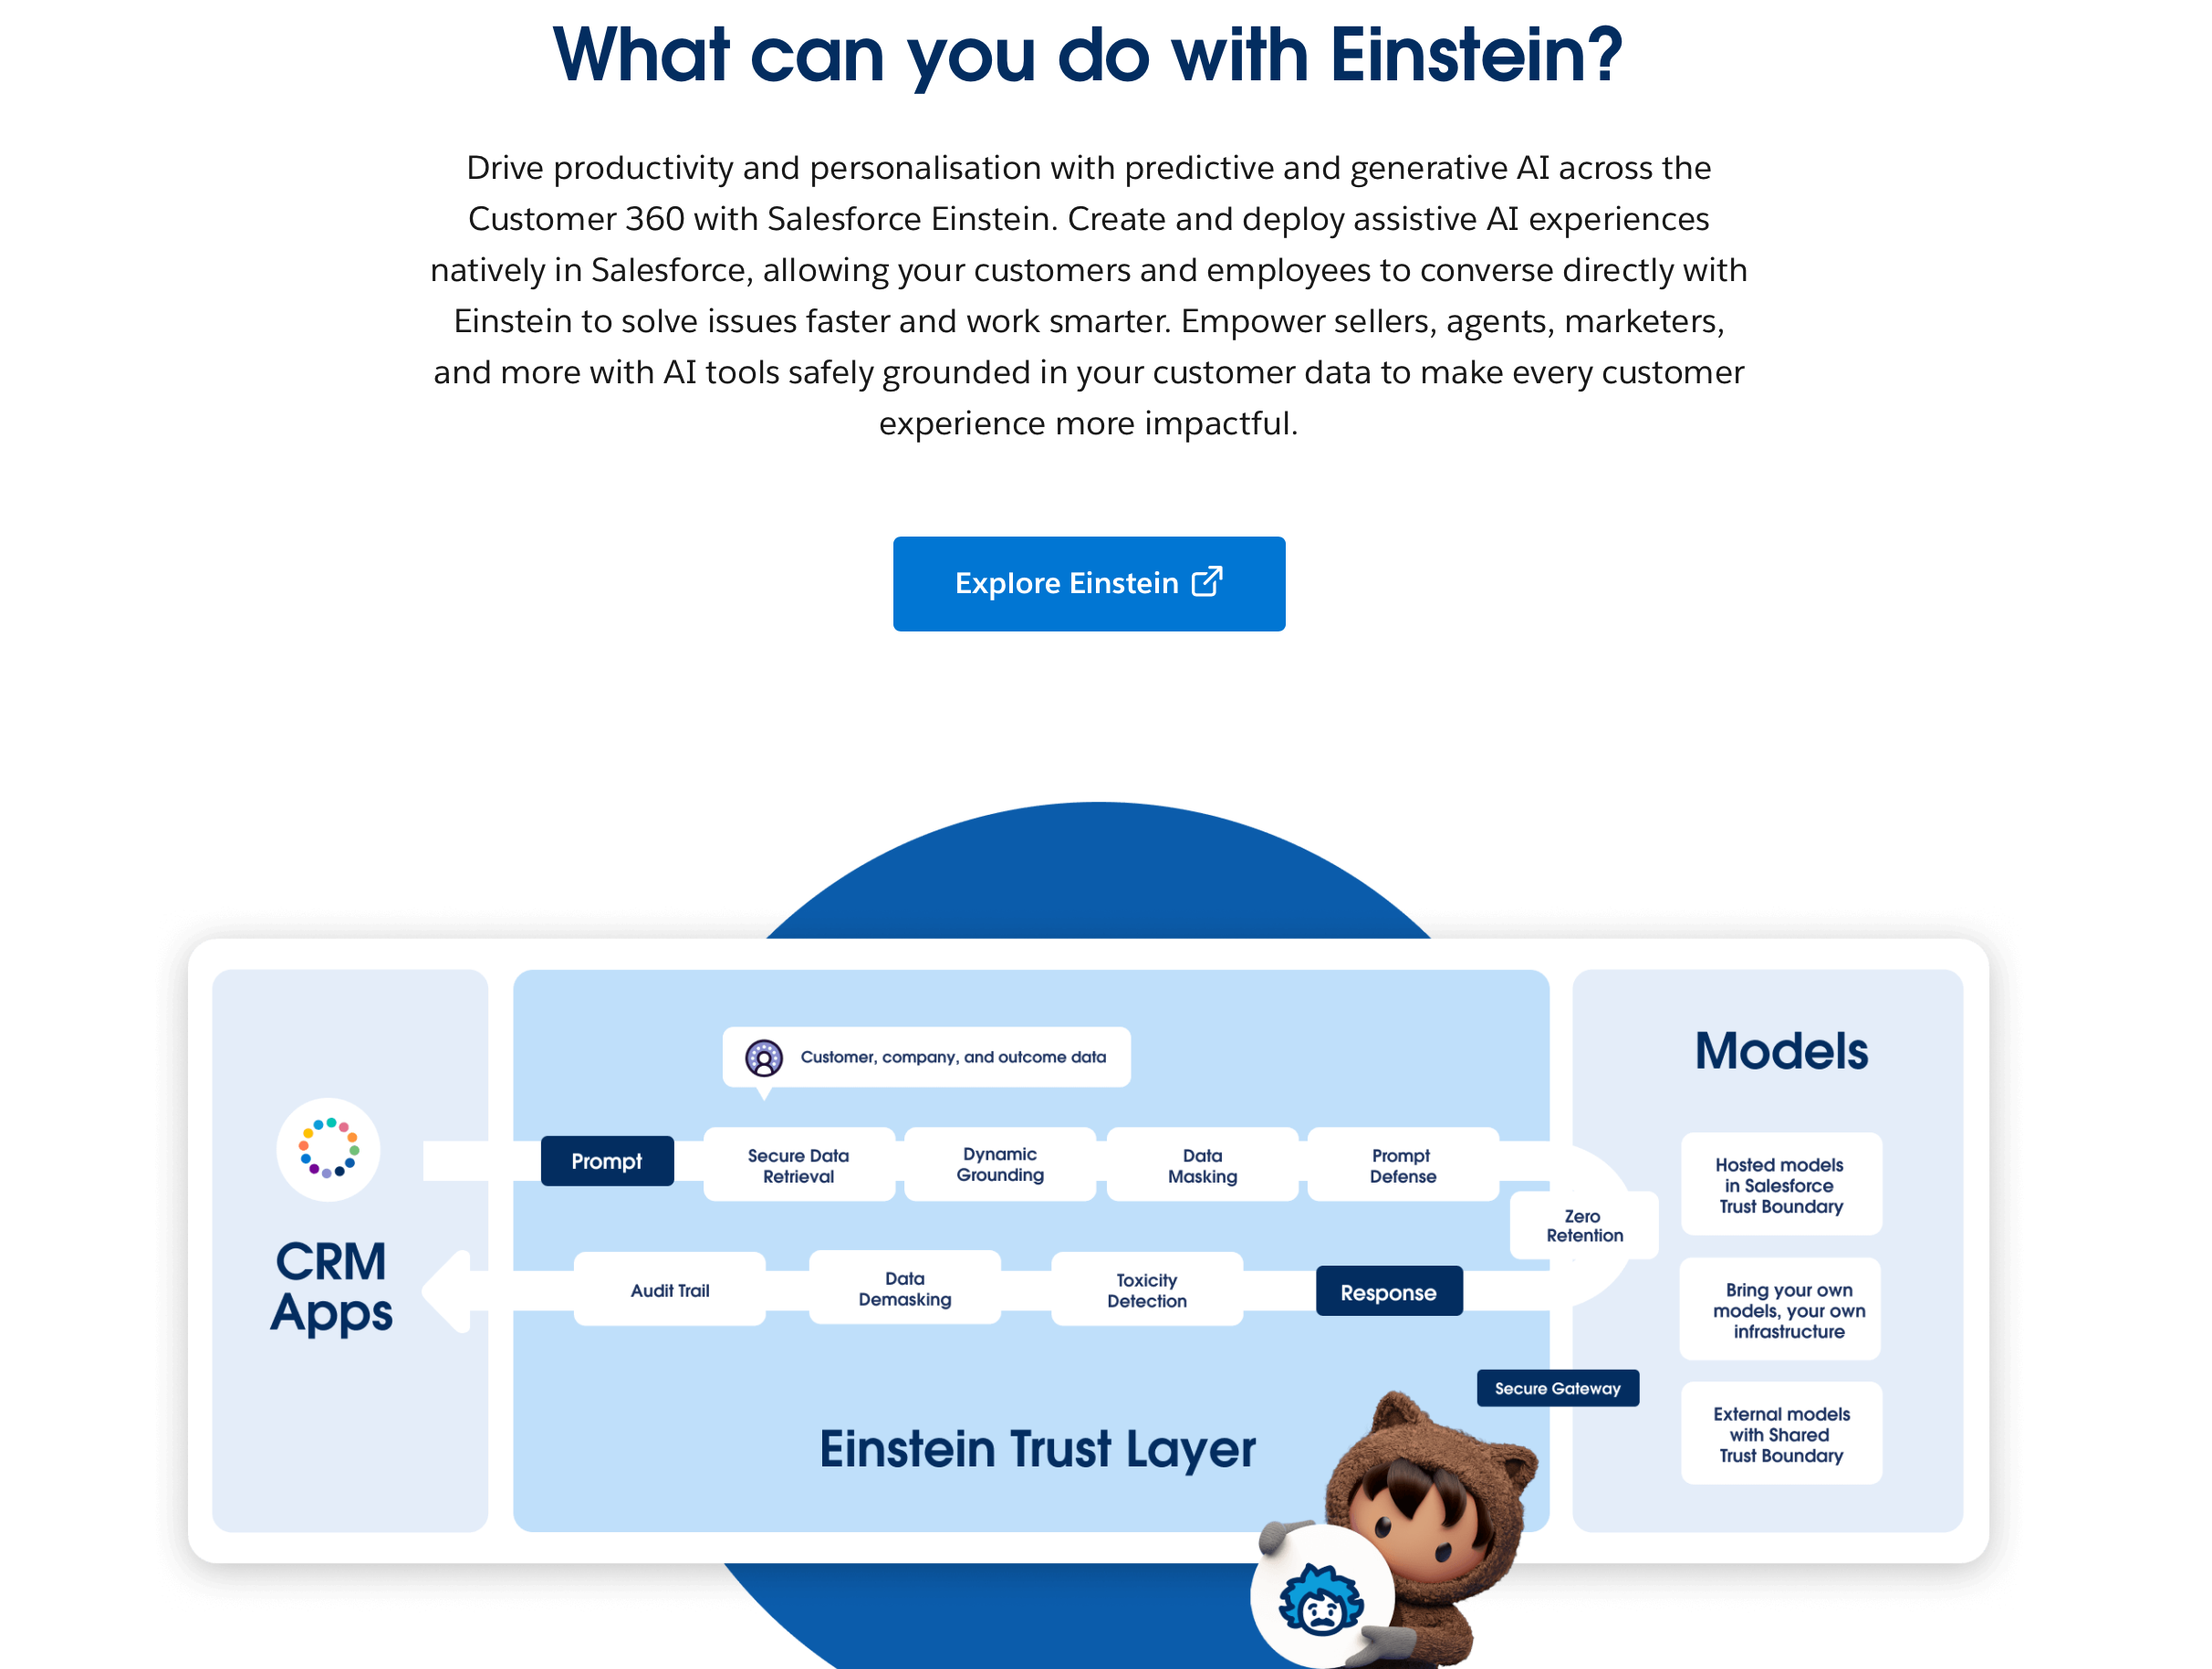 What can you do with Einstein?
Drive productivity and personalisation with predictive and generative AI across the
Customer 360 with Salesforce Einstein. Create and deploy assistive AI experiences
natively in Salesforce, allowing your customers and employees to converse directly with
Einstein to solve issues faster and work smarter. Empower sellers, agents, marketers,
and more with AI tools safely grounded in your customer data to make every customer
experience more impactful.
Explore Einstein
CRM
Apps
Customer, company, and outcome data
Prompt
Secure Data
Retrieval
Dynamic
Grounding
Data
Masking
Prompt
Defense
Zero
Retention
Response
Toxicity
Detection
Data
Demasking
Audit Trail
Einstein Trust Layer
Secure Gateway
Models
Hosted models
in Salesforce
Trust Boundary
Bring your own
models, your own
infrastructure
External models
with Shared
Trust Boundary